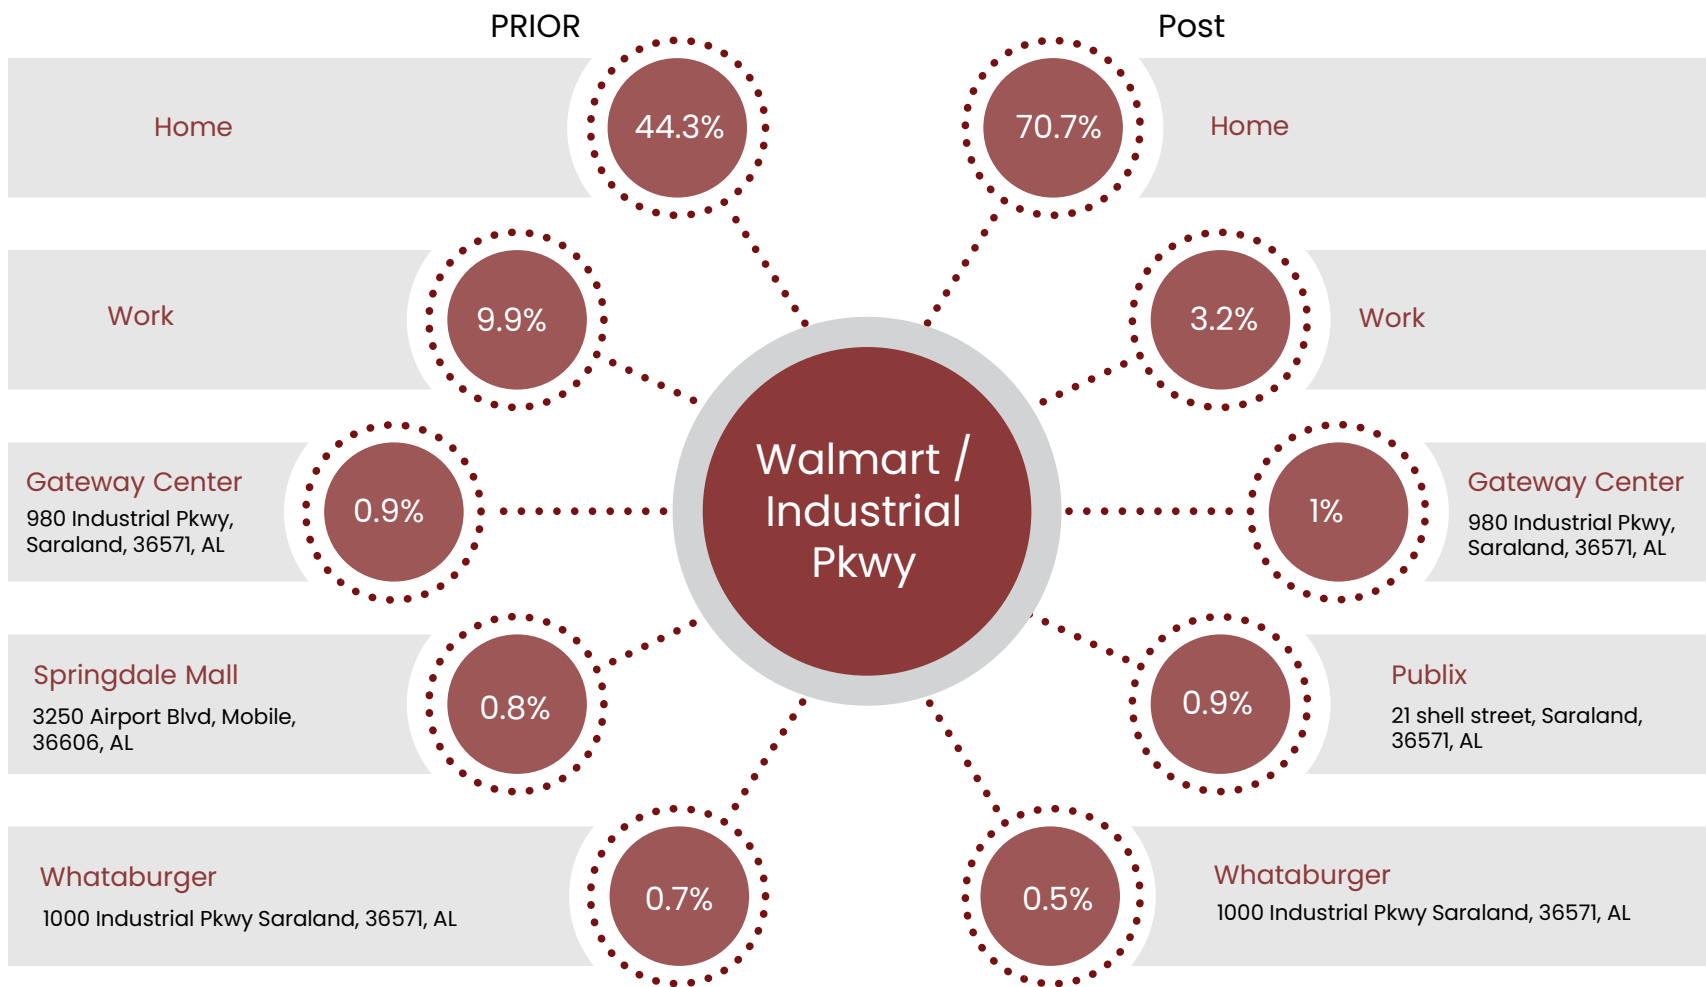 PRIOR
Post
Home
44.3%
70.7%
Home
Work
9.9%
3.2%
Work
Walmart /
Industrial
Pkwy
Gateway Center
980 Industrial Pkwy,
Saraland, 36571, AL
0.9%
1%
Gateway Center
980 Industrial Pkwy,
Saraland, 36571, AL
Springdale Mall
3250 Airport Blvd, Mobile,
36606, AL
0.8%
0.9%
Publix
21 shell street, Saraland,
36571, AL
Whataburger
1000 Industrial Pkwy Saraland, 36571, AL
0.7%
0.5%
Whataburger
1000 Industrial Pkwy Saraland, 36571, AL